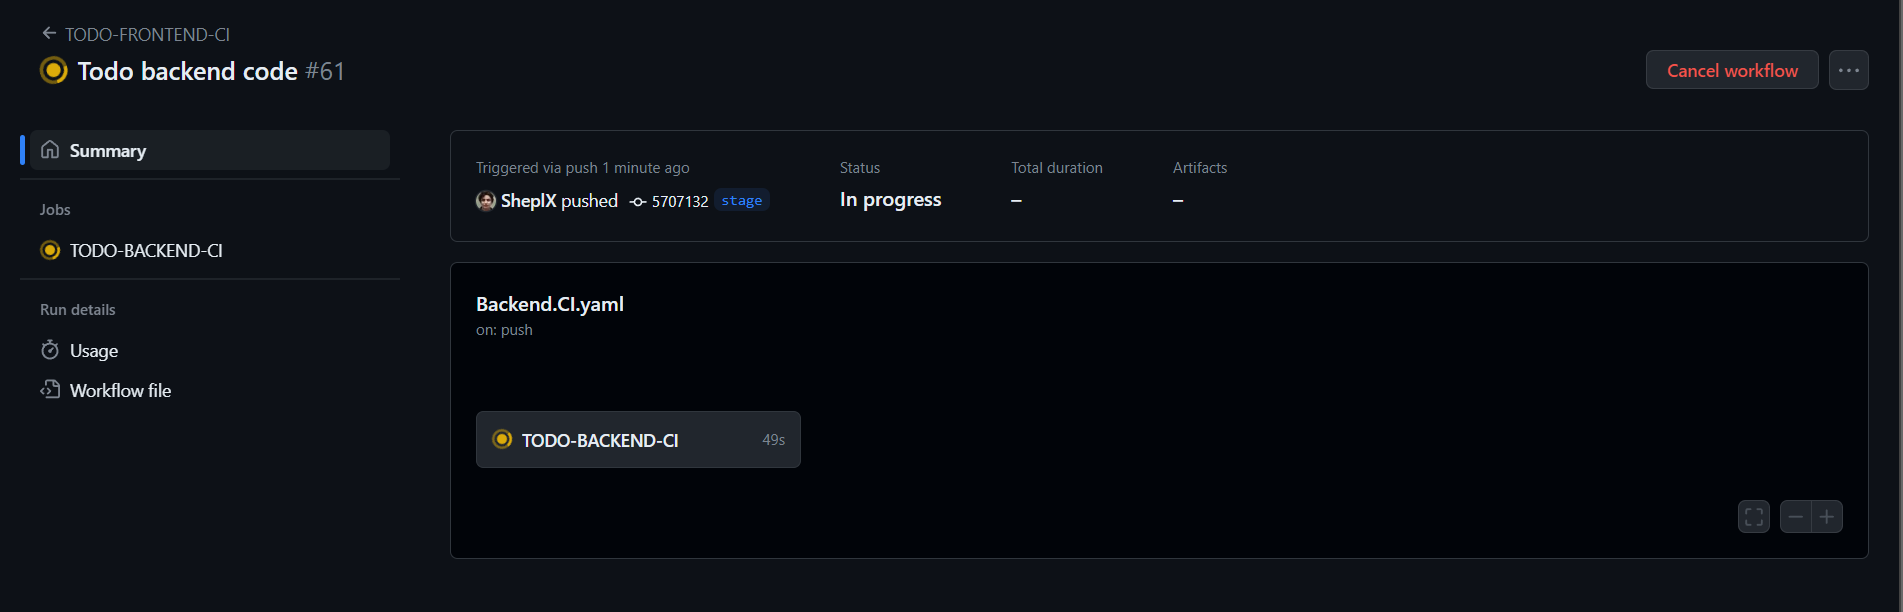 ← TODO-FRONTEND-CI
Todo backend code #61
Cancel workflow
Summary
Jobs
TODO-BACKEND-CI
Run details
Usage
Workflow file
Triggered via push 1 minute ago
SheplX pushed 5707132 stage
Status
In progress
Total duration
–
Artifacts
–
Backend.CI.yaml
on: push
TODO-BACKEND-CI 49s